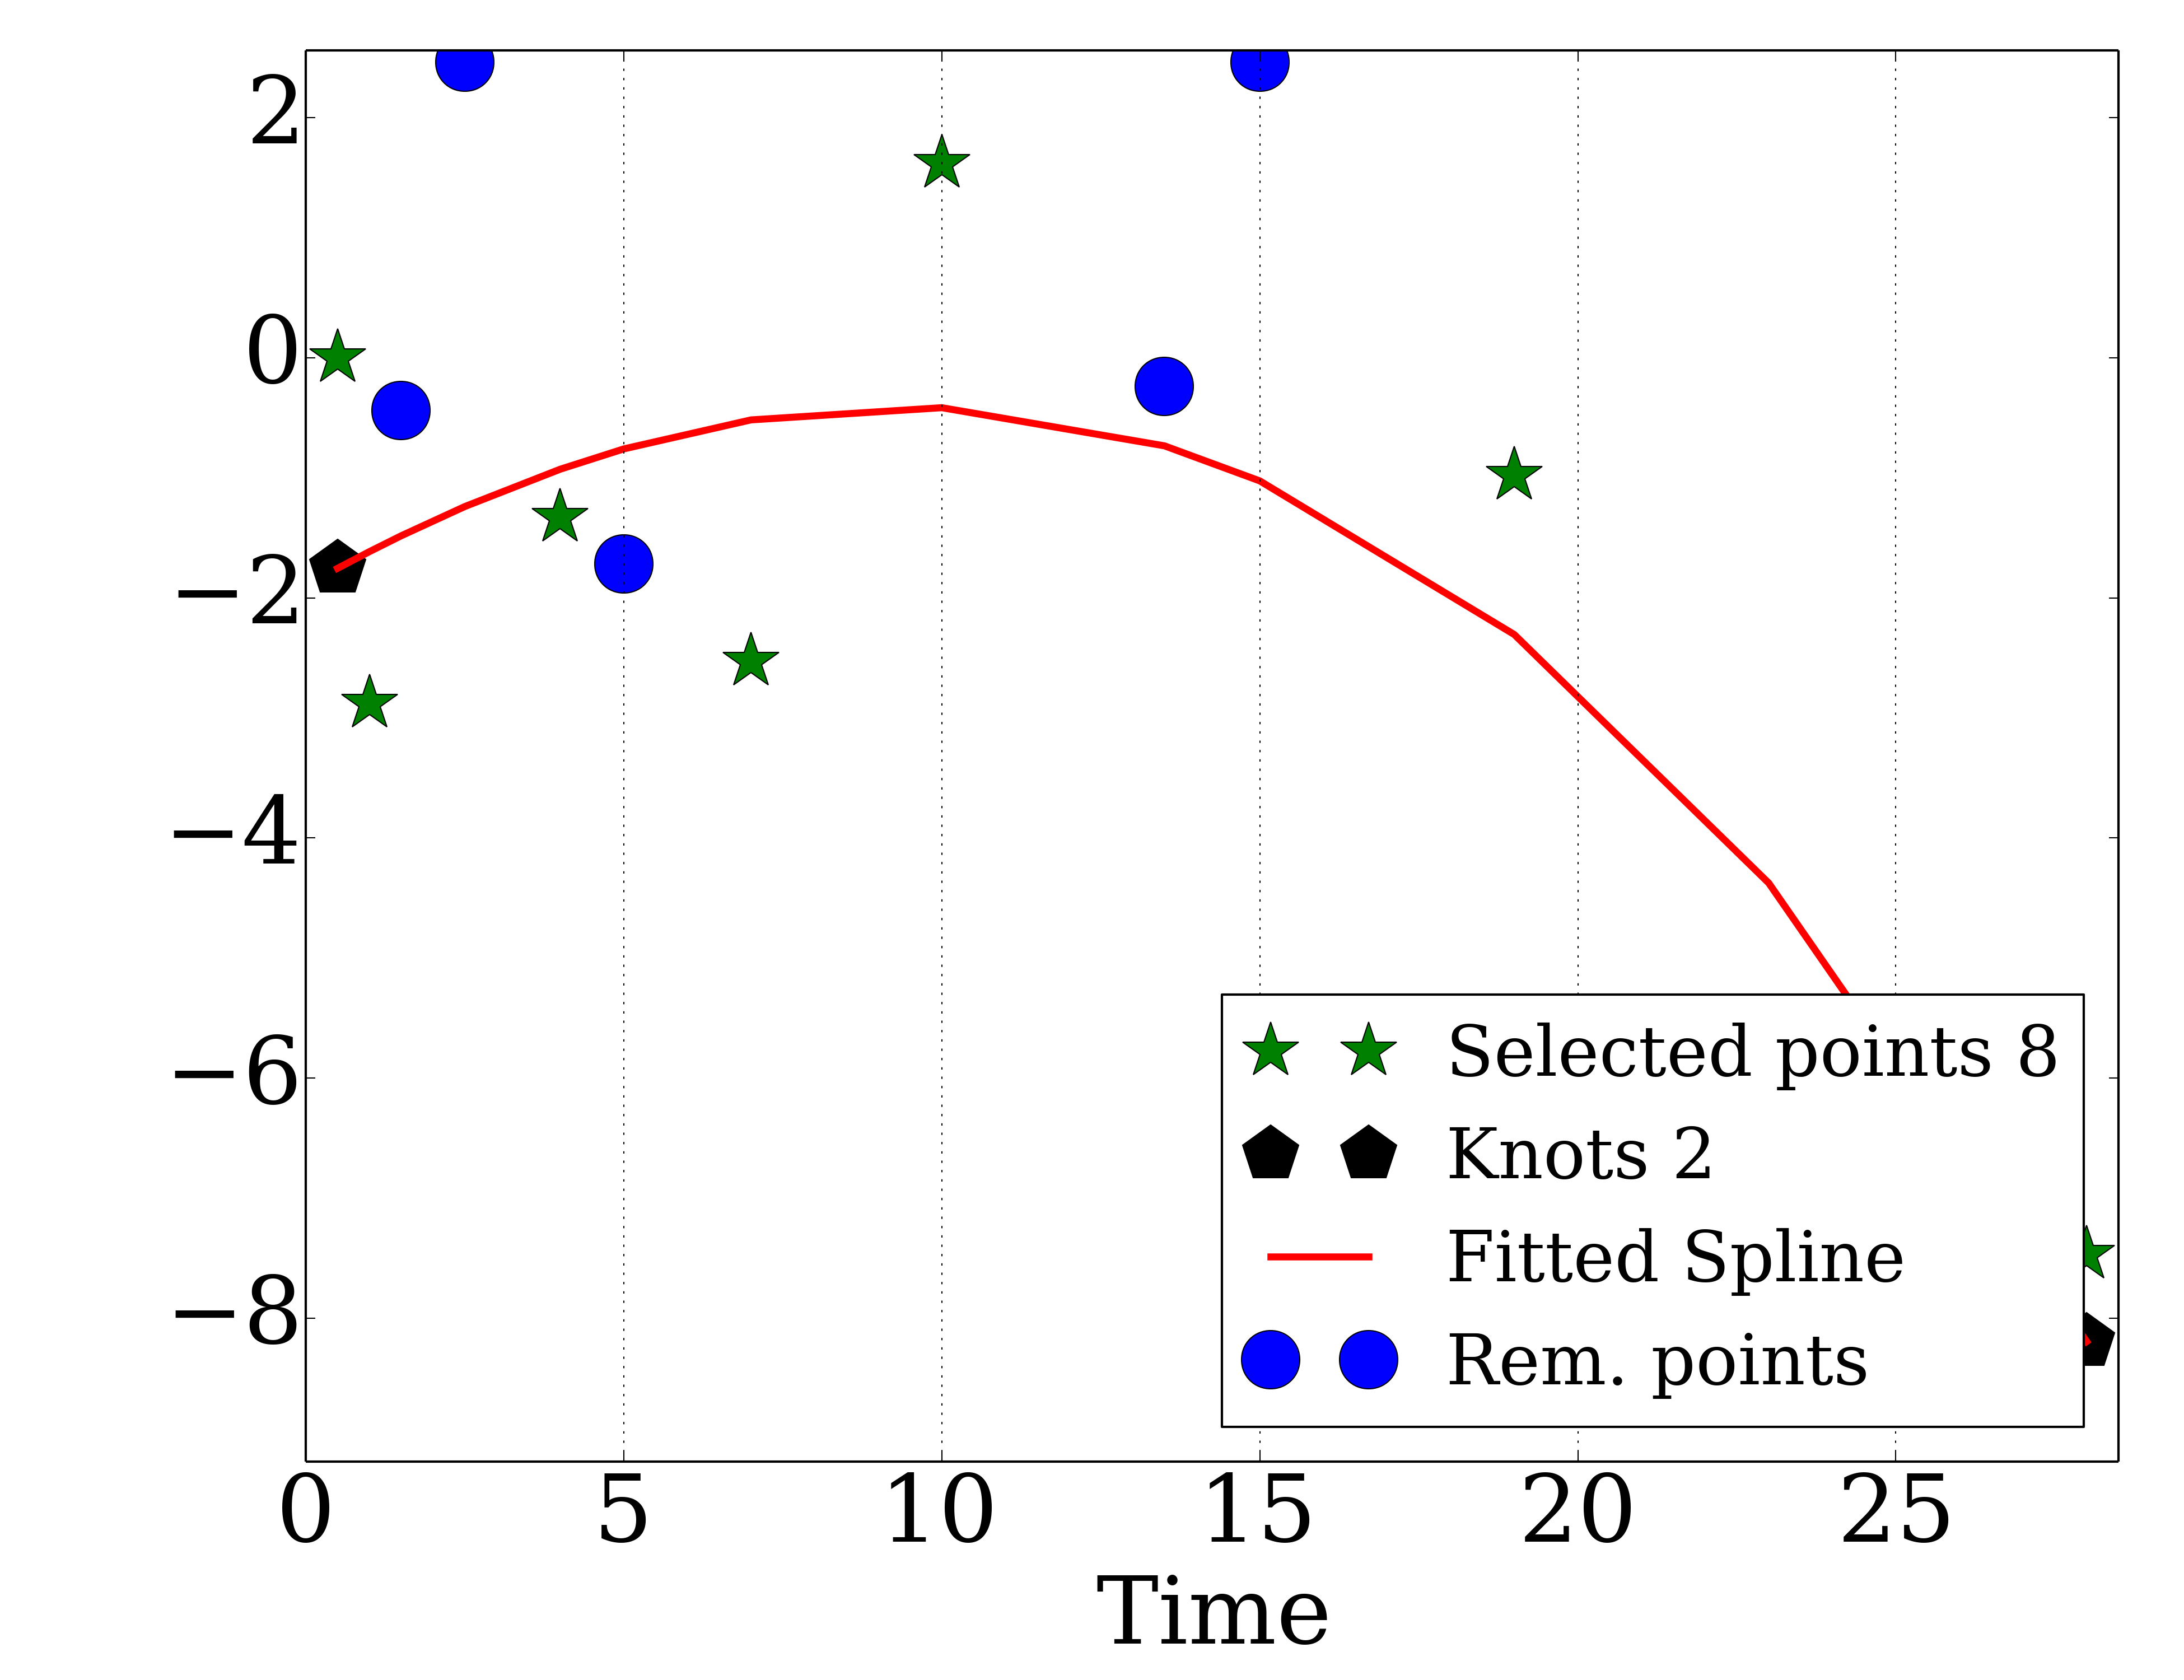 2
0
−2
−4
−6
−8
Selected points 8
Knots 2
Fitted Spline
Rem. points
0 5 10 15 20 25
Time